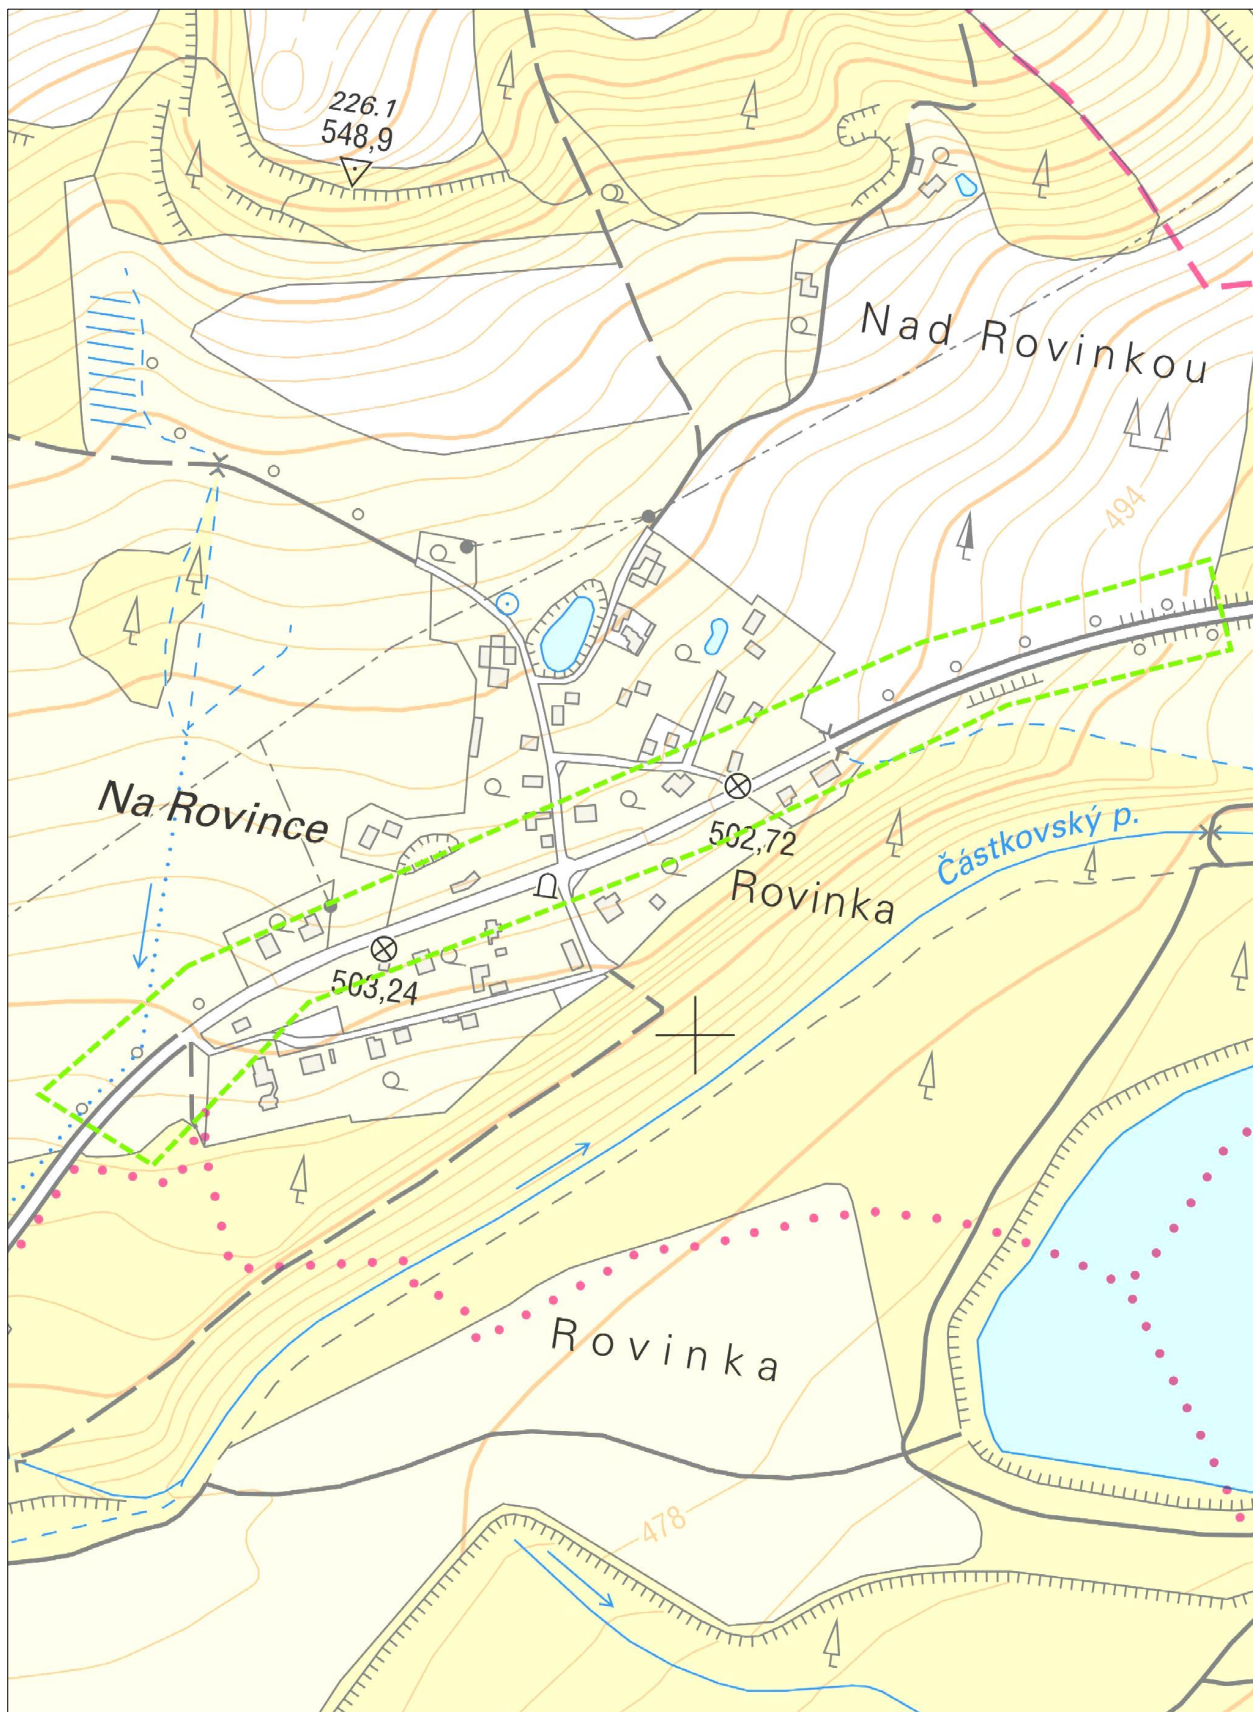 226.1
548,9
Nad Rovinkou
494
Na Rovince
502,72
Částkovský p.
Rovinka
503,24
Rovinka
478